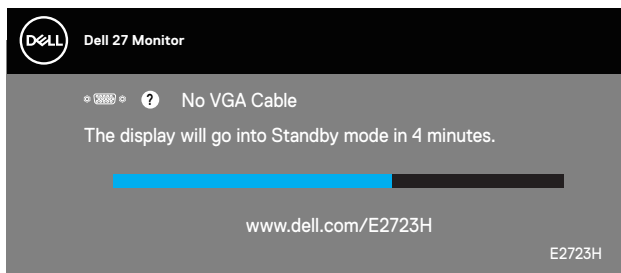 DELL
Dell 27 Monitor
? No VGA Cable
The display will go into Standby mode in 4 minutes.
www.dell.com/E2723H
E2723H